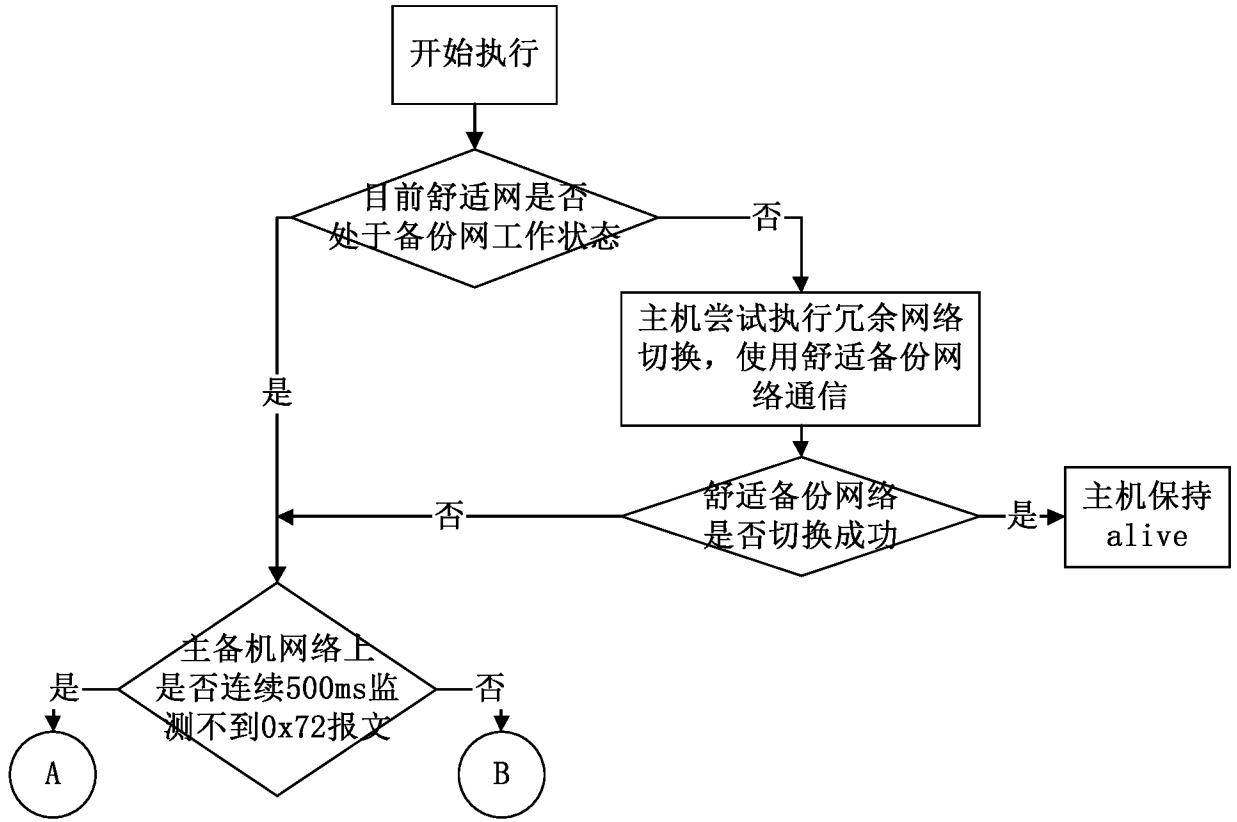 开始执行
目前舒适网是否
处于备份网工作状态
否
主机尝试执行冗余网络
切换，使用舒适备份网
络通信
是
舒适备份网络
是否切换成功
否
是
主机保持
alive
主备机网络上
是否连续500ms监
测不到0x72报文
是
否
A
B